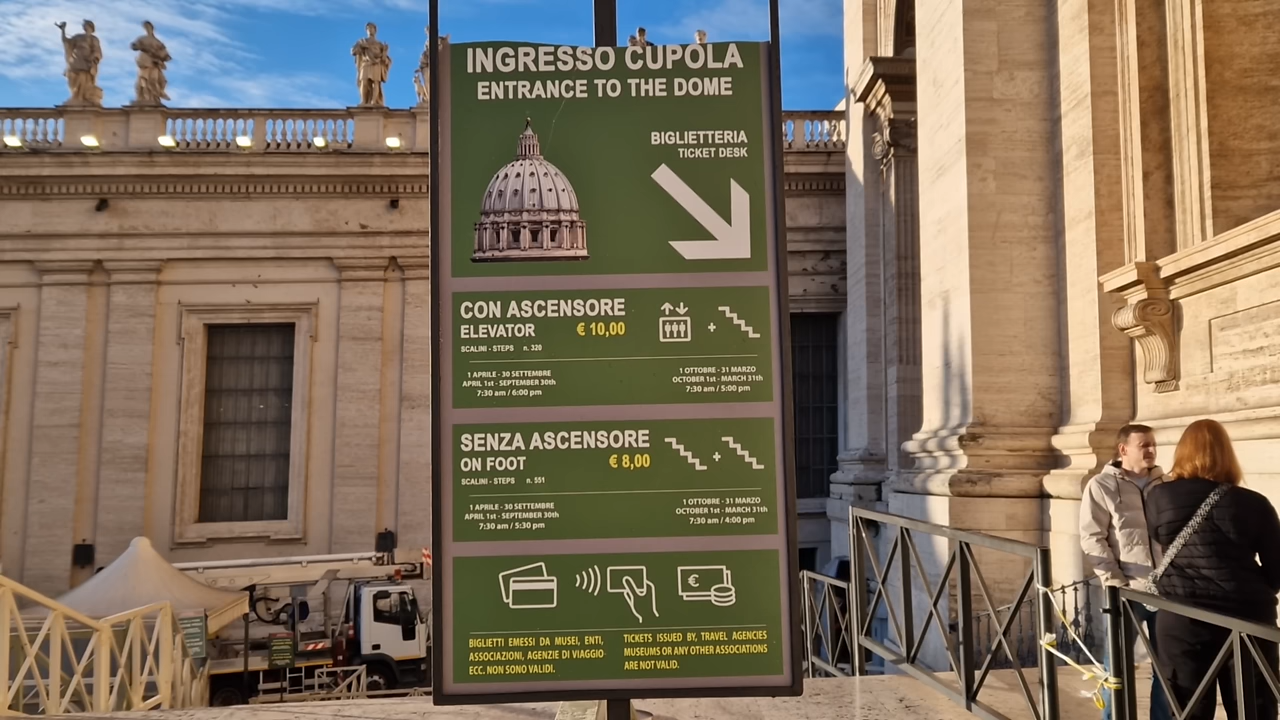 INGRESSO CUPOLA
ENTRANCE TO THE DOME
BIGLIETTERIA
TICKET DESK
CON ASCENSORE
ELEVATOR € 10,00
SCALINI - STEPS n. 320
1 APRILE - 30 SETTEMBRE
APRIL 1st - SEPTEMBER 30th
7:30 am / 6:00 pm
1 OTTOBRE - 31 MARZO
OCTOBER 1st - MARCH 31th
7:30 am / 5:00 pm
SENZA ASCENSORE
ON FOOT € 8,00
SCALINI - STEPS n. 551
1 APRILE - 30 SETTEMBRE
APRIL 1st - SEPTEMBER 30th
7:30 am / 5:30 pm
1 OTTOBRE - 31 MARZO
OCTOBER 1st - MARCH 31th
7:30 am / 4:00 pm
€
BIGLIETTI EMESSI DA MUSEI, ENTI,
ASSOCIAZIONI, AGENZIE DI VIAGGIO
ECC. NON SONO VALIDI.
TICKETS ISSUED BY, TRAVEL AGENCIES
MUSEUMS OR ANY OTHER ASSOCIATIONS
ARE NOT VALID.